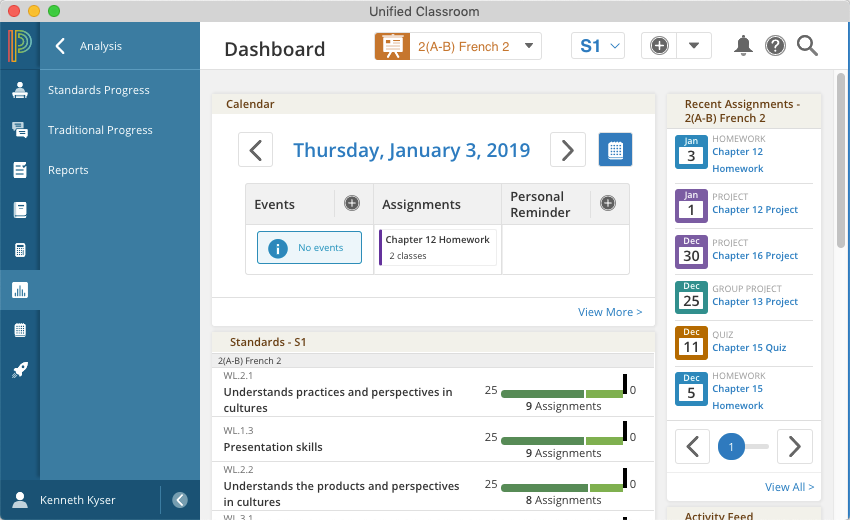 Unified Classroom
Analysis
Standards Progress
Traditional Progress
Reports
Kenneth Kyser
Dashboard
2(A-B) French 2
S1
Calendar
Thursday, January 3, 2019
Events
Assignments
Personal
Reminder
No events
Chapter 12 Homework
2 classes
View More >
Standards - S1
2(A-B) French 2
WL.2.1
Understands practices and perspectives in
cultures
25
0
9 Assignments
WL.1.3
Presentation skills
25
0
9 Assignments
WL.2.2
Understands the products and perspectives
in cultures
25
0
8 Assignments
WL.3.1
Recent Assignments -
2(A-B) French 2
Jan
3
HOMEWORK
Chapter 12
Homework
Jan
1
PROJECT
Chapter 12 Project
Dec
30
PROJECT
Chapter 16 Project
Dec
25
GROUP PROJECT
Chapter 13 Project
Dec
11
QUIZ
Chapter 15 Quiz
Dec
5
HOMEWORK
Chapter 15
Homework
1
View All >
Activity Feed